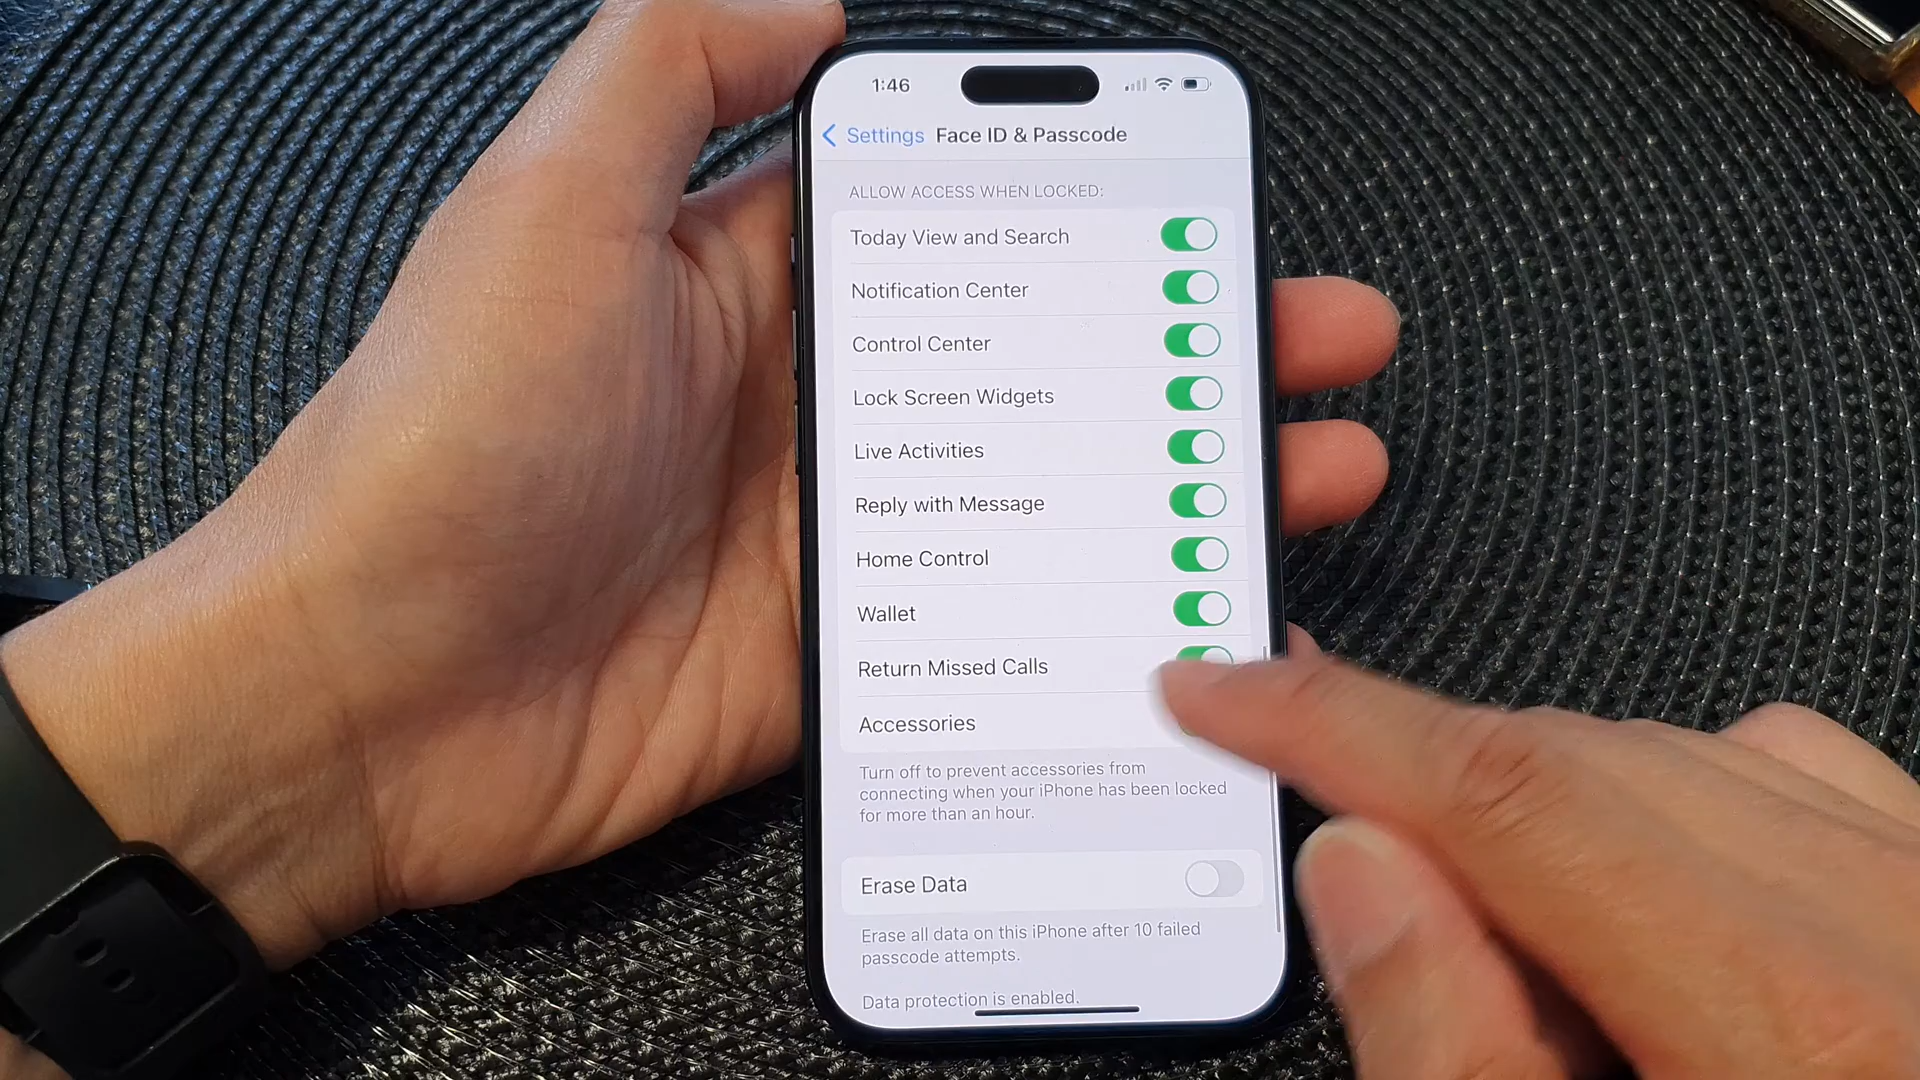 1:46
Settings Face ID & Passcode
ALLOW ACCESS WHEN LOCKED:
Today View and Search
Notification Center
Control Center
Lock Screen Widgets
Live Activities
Reply with Message
Home Control
Wallet
Return Missed Calls
Accessories
Turn off to prevent accessories from
connecting when your iPhone has been locked
for more than an hour.
Erase Data
Erase all data on this iPhone after 10 failed
passcode attempts.
Data protection is enabled.